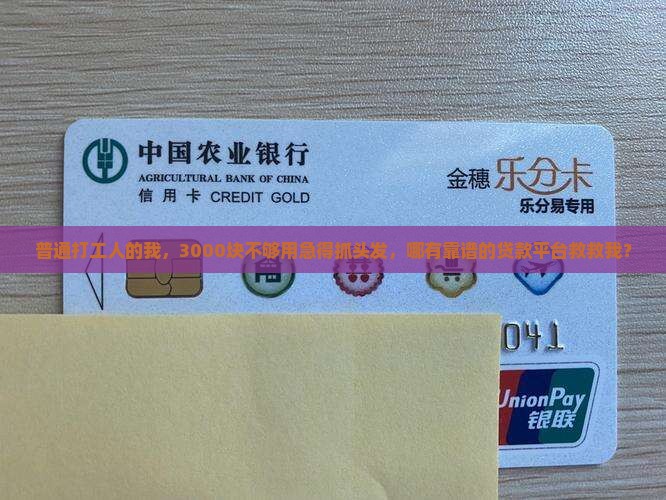 中国农业银行
AGRICULTURAL BANK OF CHINA
信用卡 CREDIT GOLD
金穗 乐分卡
乐分易专用
普通打工人的我，3000块不够用急得抓头发，哪有靠谱的贷款平台救救我？
041
UnionPay
银联